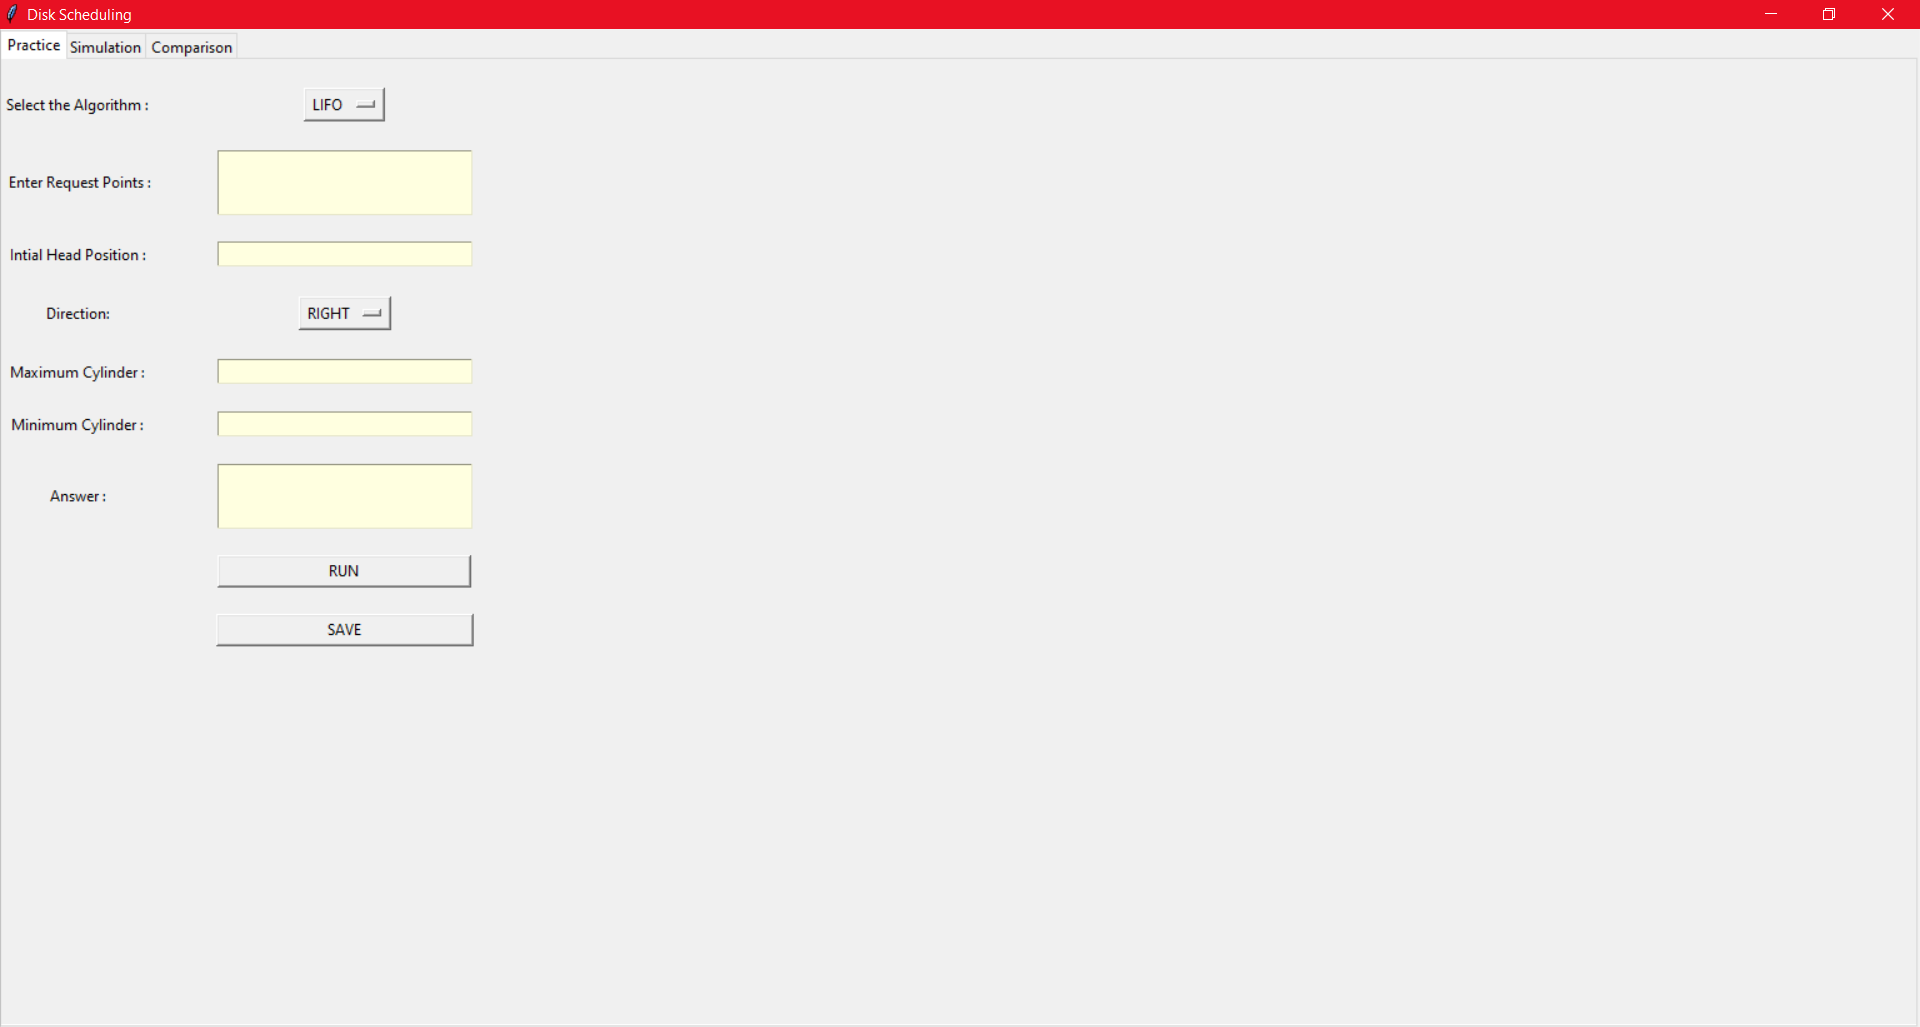 Disk Scheduling
Practice Simulation Comparison
Select the Algorithm : LIFO
Enter Request Points :
Intial Head Position :
Direction: RIGHT
Maximum Cylinder :
Minimum Cylinder :
Answer :
RUN
SAVE